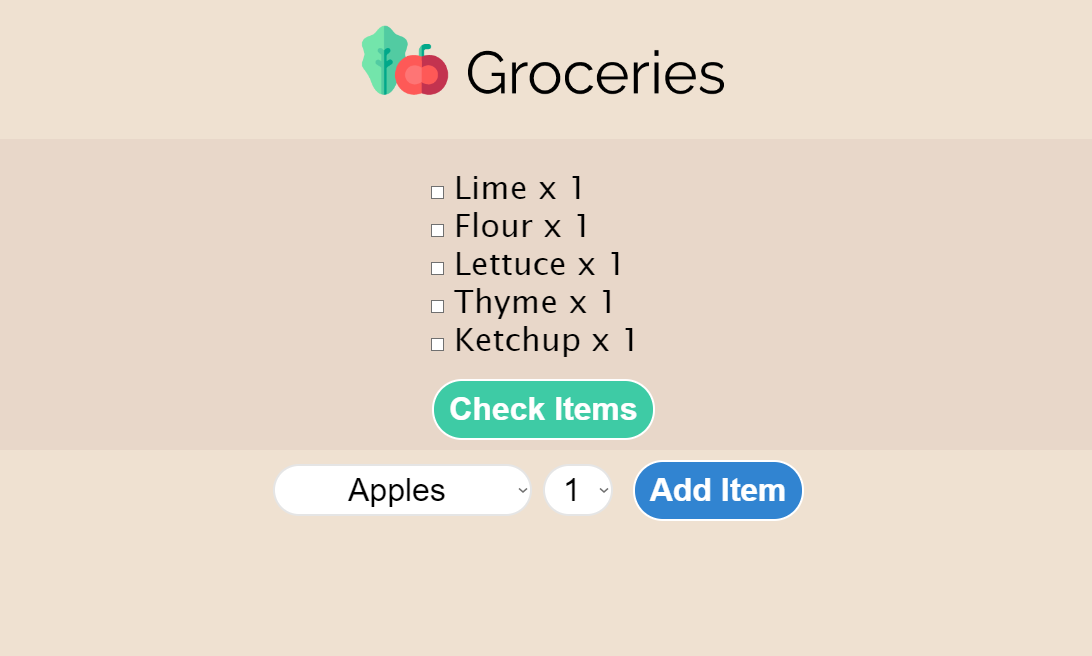 Groceries
Lime x 1
Flour x 1
Lettuce x 1
Thyme x 1
Ketchup x 1
Check Items
Apples 1 Add Item